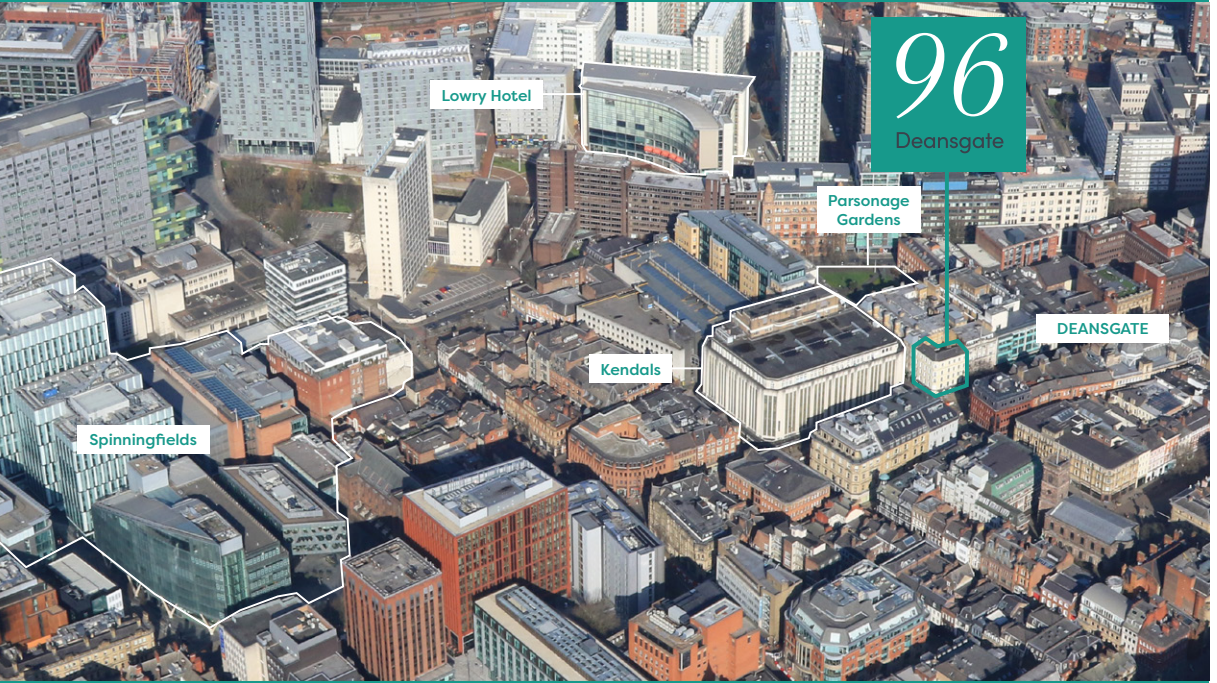 96
Deansgate
Lowry Hotel
Parsonage
Gardens
DEANSGATE
Kendals
Spinningfields